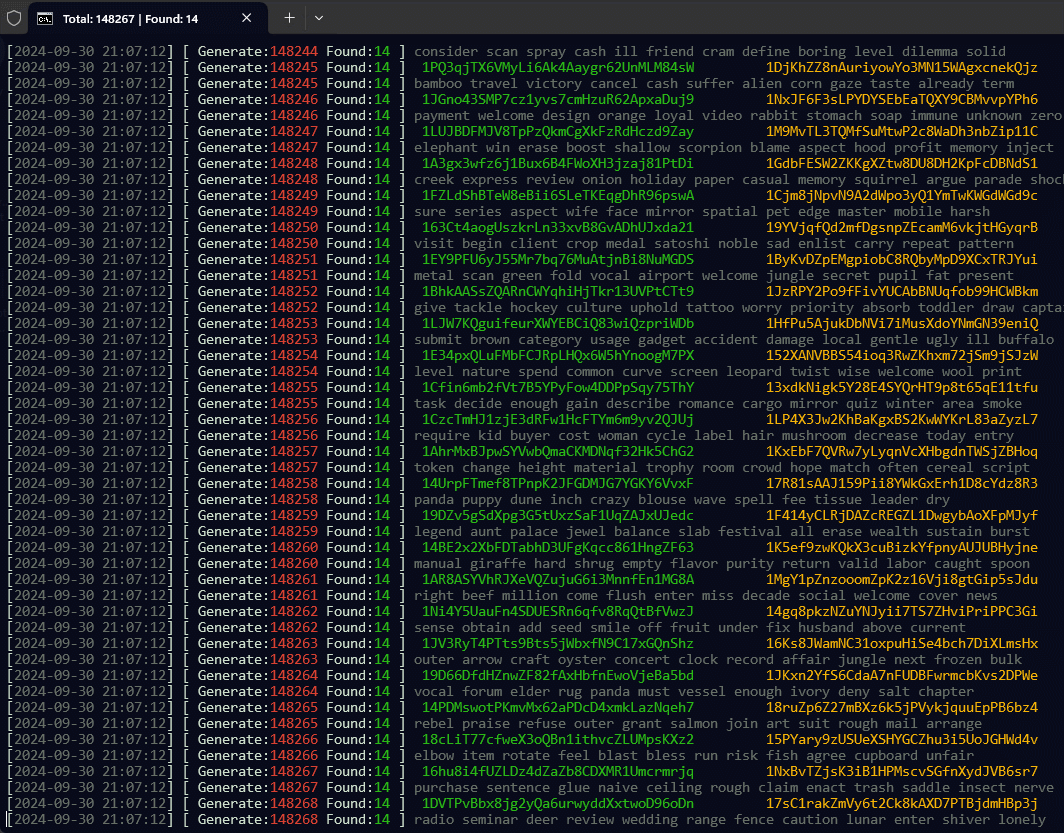 Total: 148267 | Found: 14
[2024-09-30 21:07:12] [ Generate:148244 Found:14 ] consider scan spray cash ill friend cram define boring level dilemma solid
[2024-09-30 21:07:12] [ Generate:148245 Found:14 ] 1PQ3qjTX6VMyLi6Ak4Aaygr62UnMLM84sW 1DjKhZZ8nAuriyowYo3MN15WAgxcnekQjz
[2024-09-30 21:07:12] [ Generate:148245 Found:14 ] bamboo travel victory cancel cash suffer alien corn gaze taste already term
[2024-09-30 21:07:12] [ Generate:148246 Found:14 ] 1JGno43SMP7cz1yvs7cmHzuR62ApxaDuj9 1NxJF6F3sLPYDYSEbEaTQXY9CBMvvpYPh6
[2024-09-30 21:07:12] [ Generate:148246 Found:14 ] payment welcome design orange loyal video rabbit stomach soap immune unknown zero
[2024-09-30 21:07:12] [ Generate:148247 Found:14 ] 1LUJBDFMJV8TpPzQkmCgXkFzRdHczd9Zay 1M9MvTL3TQMfSuMtwP2c8WaDh3nbZip11C
[2024-09-30 21:07:12] [ Generate:148247 Found:14 ] elephant win erase boost shallow scorpion blame aspect hood profit memory inject
[2024-09-30 21:07:12] [ Generate:148248 Found:14 ] 1A3gx3wfz6j1Bux6B4FWoXH3jzaj81PtDi 1GdbFESW2ZKKgXZtw8DU8DH2KpFcDBNdS1
[2024-09-30 21:07:12] [ Generate:148248 Found:14 ] creek express review onion holiday paper casual memory squirrel argue parade shoc
[2024-09-30 21:07:12] [ Generate:148249 Found:14 ] 1FZLdShBTeW8eBii6SLeTKEqgDhR96pswA 1Cjm8jNpvN9A2dWpo3yQ1YmTwKWGdWGd9c
[2024-09-30 21:07:12] [ Generate:148249 Found:14 ] sure series aspect wife face mirror spatial pet edge master mobile harsh
[2024-09-30 21:07:12] [ Generate:148250 Found:14 ] 163Ct4aogUszkrLn33xvB8GvADhUJxda21 19YVjqfQd2mfDgsnpZEcamM6vkjtHGyqrB
[2024-09-30 21:07:12] [ Generate:148250 Found:14 ] visit begin client crop medal satoshi noble sad enlist carry repeat pattern
[2024-09-30 21:07:12] [ Generate:148251 Found:14 ] 1EY9PFU6yJ55Mr7bq76MuAtjnBi8NuMGDS 1ByKvDZpEMgpiobC8RQbyMpD9XCxTRJYui
[2024-09-30 21:07:12] [ Generate:148251 Found:14 ] metal scan green fold vocal airport welcome jungle secret pupil fat present
[2024-09-30 21:07:12] [ Generate:148252 Found:14 ] 1BhkAASsZQARnCWYqhiHjTkr13UVPtCTt9 1JzRPY2Po9fFivYUCAbBNUqfob99HCWBkm
[2024-09-30 21:07:12] [ Generate:148252 Found:14 ] give tackle hockey culture uphold tattoo worry priority absorb toddler draw capta
[2024-09-30 21:07:12] [ Generate:148253 Found:14 ] 1LJW7KQguifeurXWYEBCiQ83wiQzpriWDb 1HfPu5AjukDbNVi7iMusXdoYNmGN39eniQ
[2024-09-30 21:07:12] [ Generate:148253 Found:14 ] submit brown category usage gadget accident damage local gentle ugly ill buffalo
[2024-09-30 21:07:12] [ Generate:148254 Found:14 ] 1E34pxQLuFMbFCJRpLHQx6W5hYnoogM7PX 152XANVBBS54ioq3RwZKhxm72jSm9jSJzW
[2024-09-30 21:07:12] [ Generate:148254 Found:14 ] level nature spend common curve screen leopard twist wise welcome wool print
[2024-09-30 21:07:12] [ Generate:148255 Found:14 ] 1Cfin6mb2fVt7B5YPyFow4DDPpSqy75ThY 13xdkNigk5Y28E4SYQrHT9p8t65qE11tfu
[2024-09-30 21:07:12] [ Generate:148255 Found:14 ] task decide enough gain describe romance cargo mirror quiz winter area smoke
[2024-09-30 21:07:12] [ Generate:148256 Found:14 ] 1CzcTmHJ1zjE3dRFw1HcFTYm6m9yv2QJUj 1LP4X3Jw2KhBaKgxBS2KwWYKrL83aZyzL7
[2024-09-30 21:07:12] [ Generate:148256 Found:14 ] require kid buyer cost woman cycle label hair mushroom decrease today entry
[2024-09-30 21:07:12] [ Generate:148257 Found:14 ] 1AhrMxBJpwSYVwbQmaCKMDNqf32Hk5ChG2 1KxEbF7QVRw7yLyqnVcXHbgdnTWSjZBHoq
[2024-09-30 21:07:12] [ Generate:148257 Found:14 ] token change height material trophy room crowd hope match often cereal script
[2024-09-30 21:07:12] [ Generate:148258 Found:14 ] 14UrpFTmef8TPnpK2JFGDMJG7YGKY6VvxF 17R81sAAJ159Pii8YWkGxErh1D8cYdz8R3
[2024-09-30 21:07:12] [ Generate:148258 Found:14 ] panda puppy dune inch crazy blouse wave spell fee tissue leader dry
[2024-09-30 21:07:12] [ Generate:148259 Found:14 ] 19DZv5gSdXpg3G5tUxzSaF1UqZAJxUJedc 1F414yCLRjDAZcREGZL1DwgybAoXFpMJyf
[2024-09-30 21:07:12] [ Generate:148259 Found:14 ] legend aunt palace jewel balance slab festival all erase wealth sustain burst
[2024-09-30 21:07:12] [ Generate:148260 Found:14 ] 14BE2x2XbFDTabhD3UFgKqcc861HngZF63 1K5ef9zwKQkX3cuBizkYfpnyAUJUBHyjne
[2024-09-30 21:07:12] [ Generate:148260 Found:14 ] manual giraffe hard shrug empty flavor purity return valid labor caught spoon
[2024-09-30 21:07:12] [ Generate:148261 Found:14 ] 1AR8ASYVhRJXeVQZujuG6i3MnnfEn1MG8A 1MgY1pZnzooomZpK2z16Vji8gtGip5sJdu
[2024-09-30 21:07:12] [ Generate:148261 Found:14 ] right beef million come flush enter miss decade social welcome cover news
[2024-09-30 21:07:12] [ Generate:148262 Found:14 ] 1Ni4Y5UauFn4SDUESRn6qfv8RqQtBfVwzJ 14gq8pkzNZuYNJyii7TS7ZHviPriPPC3Gi
[2024-09-30 21:07:12] [ Generate:148262 Found:14 ] sense obtain add seed smile off fruit under fix husband above current
[2024-09-30 21:07:12] [ Generate:148263 Found:14 ] 1JV3RyT4PTts9Bts5jWbxfN9C17xGQnShz 16Ks8JWamNC31oxpuHiSe4bch7DiXLmsHx
[2024-09-30 21:07:12] [ Generate:148263 Found:14 ] outer arrow craft oyster concert clock record affair jungle next frozen bulk
[2024-09-30 21:07:12] [ Generate:148264 Found:14 ] 19D66DfdHZnwZF82fAxHbfnEwoVjeBa5bd 1JKxn2YfS6CdaA7nFUDBFwrmcbKvs2DPWe
[2024-09-30 21:07:12] [ Generate:148264 Found:14 ] vocal forum elder rug panda must vessel enough ivory deny salt chapter
[2024-09-30 21:07:12] [ Generate:148265 Found:14 ] 14PDMswotPKmvMx62aPDcD4xmkLazNqeh7 18ruZp6Z27mBXz6k5jPVykjquuEpPB6bz4
[2024-09-30 21:07:12] [ Generate:148265 Found:14 ] rebel praise refuse outer grant salmon join art suit rough mail arrange
[2024-09-30 21:07:12] [ Generate:148266 Found:14 ] 18cLiT77cfweX3oQBn1ithvcZLUMpsKXz2 15PYary9zUSUeXSHYGCZhu3i5UoJGHWd4v
[2024-09-30 21:07:12] [ Generate:148266 Found:14 ] elbow item rotate feel blast bless run risk fish agree cupboard unfair
[2024-09-30 21:07:12] [ Generate:148267 Found:14 ] 16hu8i4fUZLDz4dZaZb8CDXMR1Umcrmrjq 1NxBvTZjsK3iB1HPMscvSGfnXydJVB6sr7
[2024-09-30 21:07:12] [ Generate:148267 Found:14 ] purchase sentence glue naive ceiling rough claim enact trash saddle insect nerve
[2024-09-30 21:07:12] [ Generate:148268 Found:14 ] 1DVTPvBbx8jg2yQa6urwyddXxtwoD96oDn 17sC1rakZmVy6t2Ck8kAXD7PTBjdmHBp3j
[2024-09-30 21:07:12] [ Generate:148268 Found:14 ] radio seminar deer review wedding range fence caution lunar enter shiver lonely